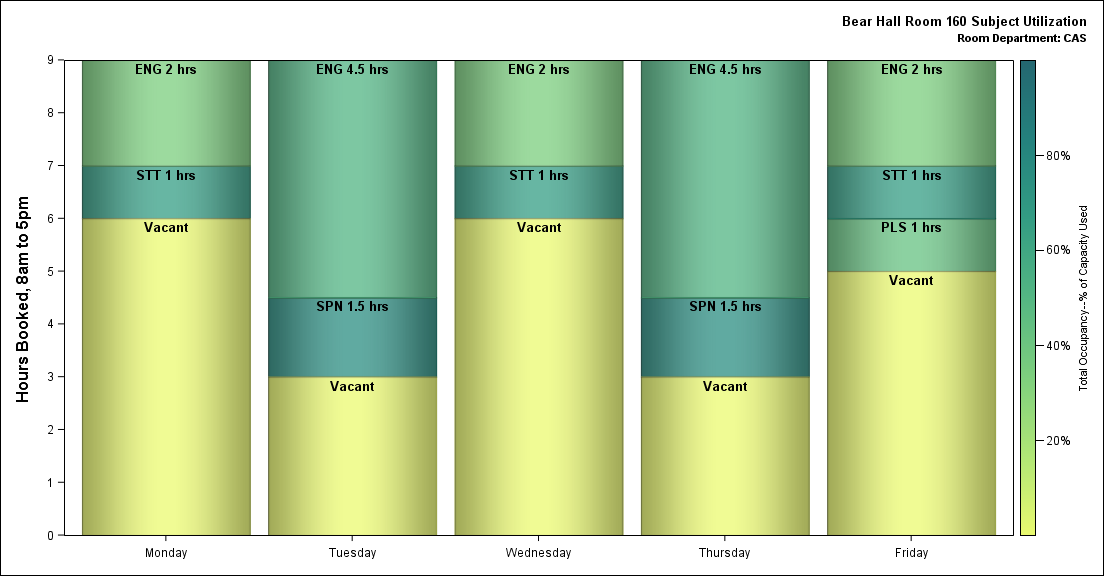 Bear Hall Room 160 Subject Utilization
Room Department: CAS
Hours Booked, 8am to 5pm
9
8
7
6
5
4
3
2
1
0
ENG 2 hrs
STT 1 hrs
Vacant
ENG 4.5 hrs
SPN 1.5 hrs
Vacant
ENG 2 hrs
STT 1 hrs
Vacant
ENG 4.5 hrs
SPN 1.5 hrs
Vacant
ENG 2 hrs
STT 1 hrs
PLS 1 hrs
Vacant
Monday
Tuesday
Wednesday
Thursday
Friday
80%
60%
40%
20%
Total Occupancy--% of Capacity Used